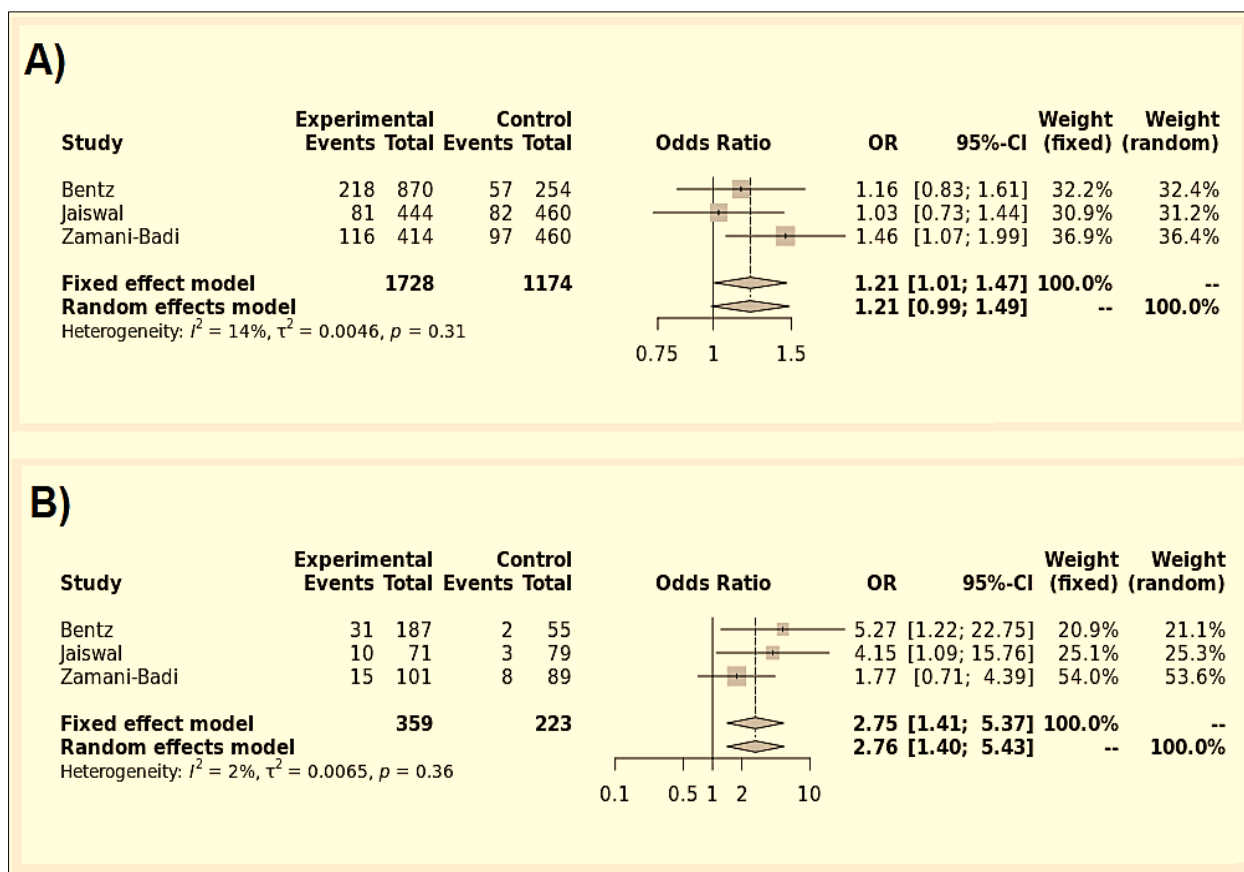 A)
Experimental Control Weight Weight
Study Events Total Events Total Odds Ratio OR 95%-CI (fixed) (random)
Bentz 218 870 57 254 1.16 [0.83; 1.61] 32.2% 32.4%
Jaiswal 81 444 82 460 1.03 [0.73; 1.44] 30.9% 31.2%
Zamani-Badi 116 414 97 460 1.46 [1.07; 1.99] 36.9% 36.4%
Fixed effect model 1728 1174 1.21 [1.01; 1.47] 100.0% --
Random effects model 1.21 [0.99; 1.49] -- 100.0%
Heterogeneity: I² = 14%, τ² = 0.0046, p = 0.31
0.75 1 1.5
B)
Experimental Control Weight Weight
Study Events Total Events Total Odds Ratio OR 95%-CI (fixed) (random)
Bentz 31 187 2 55 5.27 [1.22; 22.75] 20.9% 21.1%
Jaiswal 10 71 3 79 4.15 [1.09; 15.76] 25.1% 25.3%
Zamani-Badi 15 101 8 89 1.77 [0.71; 4.39] 54.0% 53.6%
Fixed effect model 359 223 2.75 [1.41; 5.37] 100.0% --
Random effects model 2.76 [1.40; 5.43] -- 100.0%
Heterogeneity: I² = 2%, τ² = 0.0065, p = 0.36
0.1 0.5 1 2 10